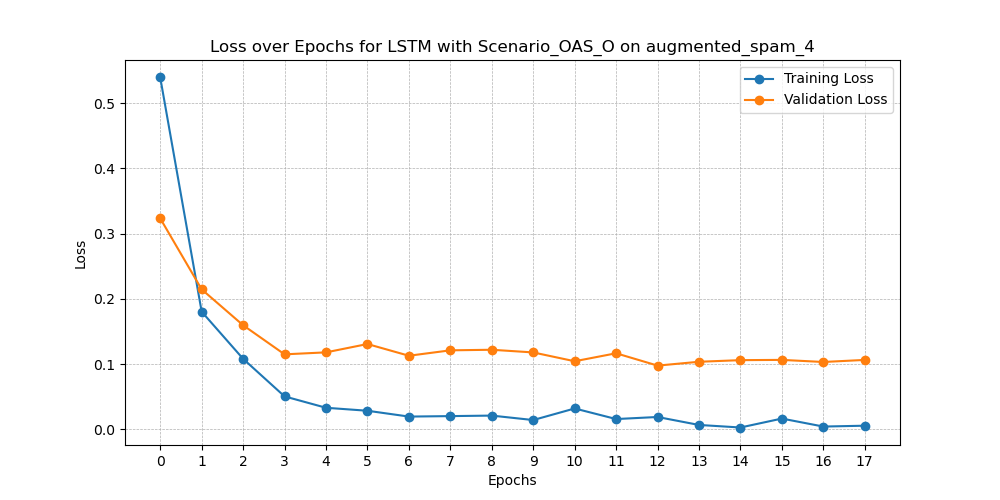 Loss over Epochs for LSTM with Scenario_OAS_O on augmented_spam_4
Training Loss
Validation Loss
Loss
0.5
0.4
0.3
0.2
0.1
0.0
0 1 2 3 4 5 6 7 8 9 10 11 12 13 14 15 16 17
Epochs